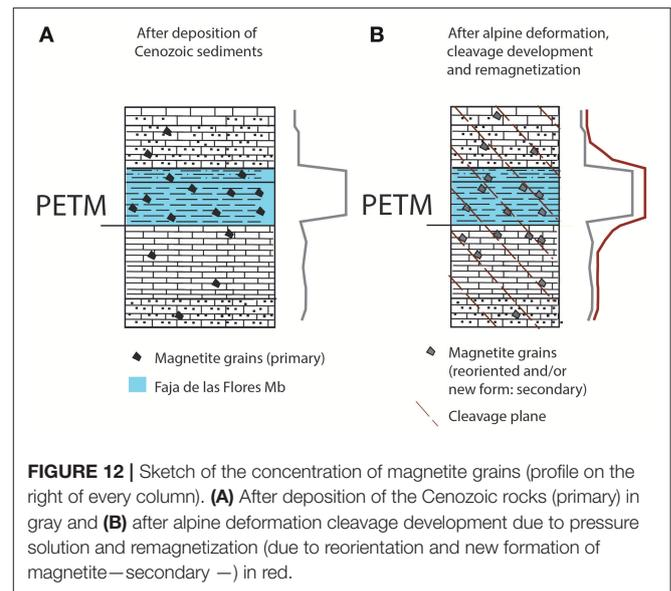 A
After deposition of
Cenozoic sediments
B
After alpine deformation,
cleavage development
and remagnetization
PETM
PETM
Magnetite grains (primary)
Faja de las Flores Mb
Magnetite grains
(reoriented and/or
new form: secondary)
Cleavage plane
FIGURE 12 | Sketch of the concentration of magnetite grains (profile on the
right of every column). (A) After deposition of the Cenozoic rocks (primary) in
gray and (B) after alpine deformation cleavage development due to pressure
solution and remagnetization (due to reorientation and new formation of
magnetite—secondary —) in red.